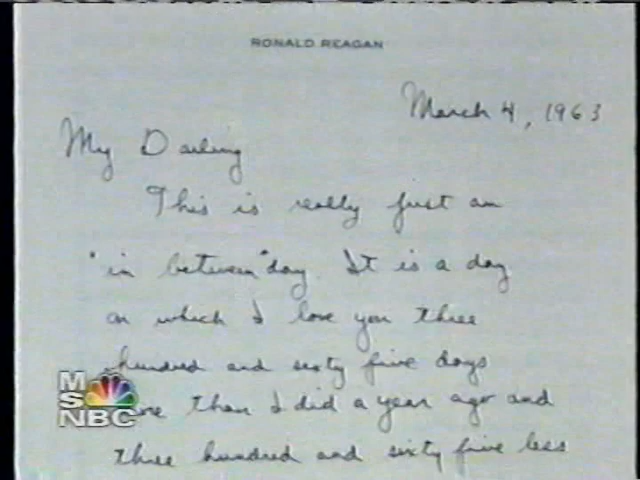 RONALD REAGAN
March 4, 1963
My Darling
This is really just an
"in between" day. It is a day
on which I love you three
hundred and sixty five days
than I did a year ago and
three hundred and sixty five less
MSNBC